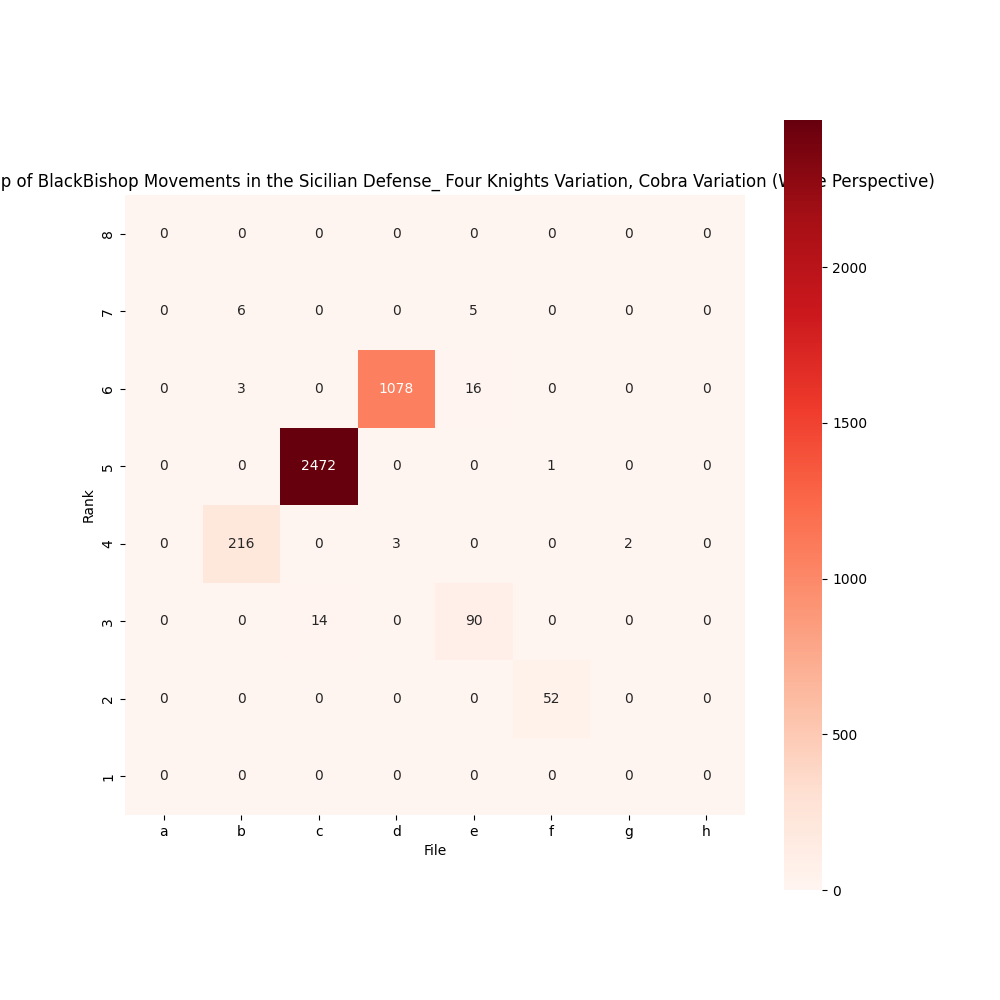 p of BlackBishop Movements in the Sicilian Defense_ Four Knights Variation, Cobra Variation (W e Perspective)
8 0 0 0 0 0 0 0 0
7 0 6 0 0 5 0 0 0
6 0 3 0 1078 16 0 0 0
5 0 0 2472 0 0 1 0 0
4 0 216 0 3 0 0 2 0
3 0 0 14 0 90 0 0 0
2 0 0 0 0 0 52 0 0
1 0 0 0 0 0 0 0 0
a b c d e f g h
File
Rank
2000
1500
1000
500
0